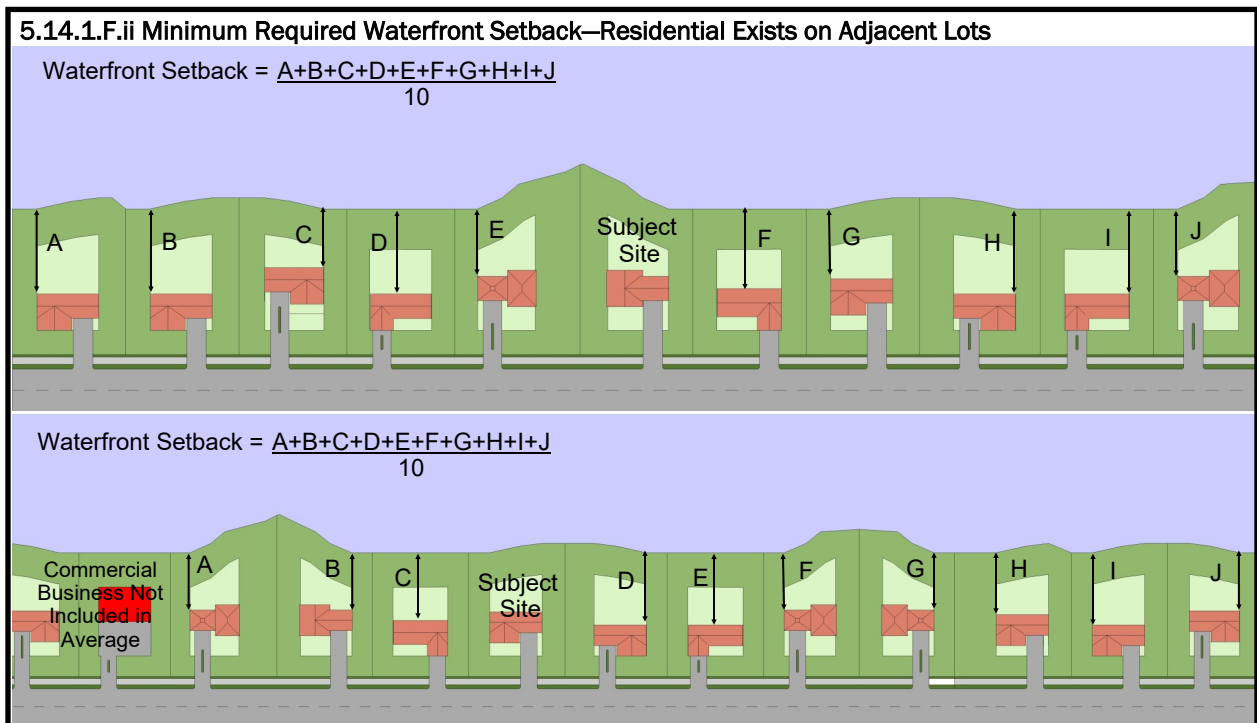 5.14.1.F.ii Minimum Required Waterfront Setback—Residential Exists on Adjacent Lots
Waterfront Setback = A+B+C+D+E+F+G+H+I+J
10
A
B
C
D
E
Subject
Site
F
G
H
I
J
Waterfront Setback = A+B+C+D+E+F+G+H+I+J
10
Commercial
Business Not
Included in
Average
A
B
C
Subject
Site
D
E
F
G
H
I
J